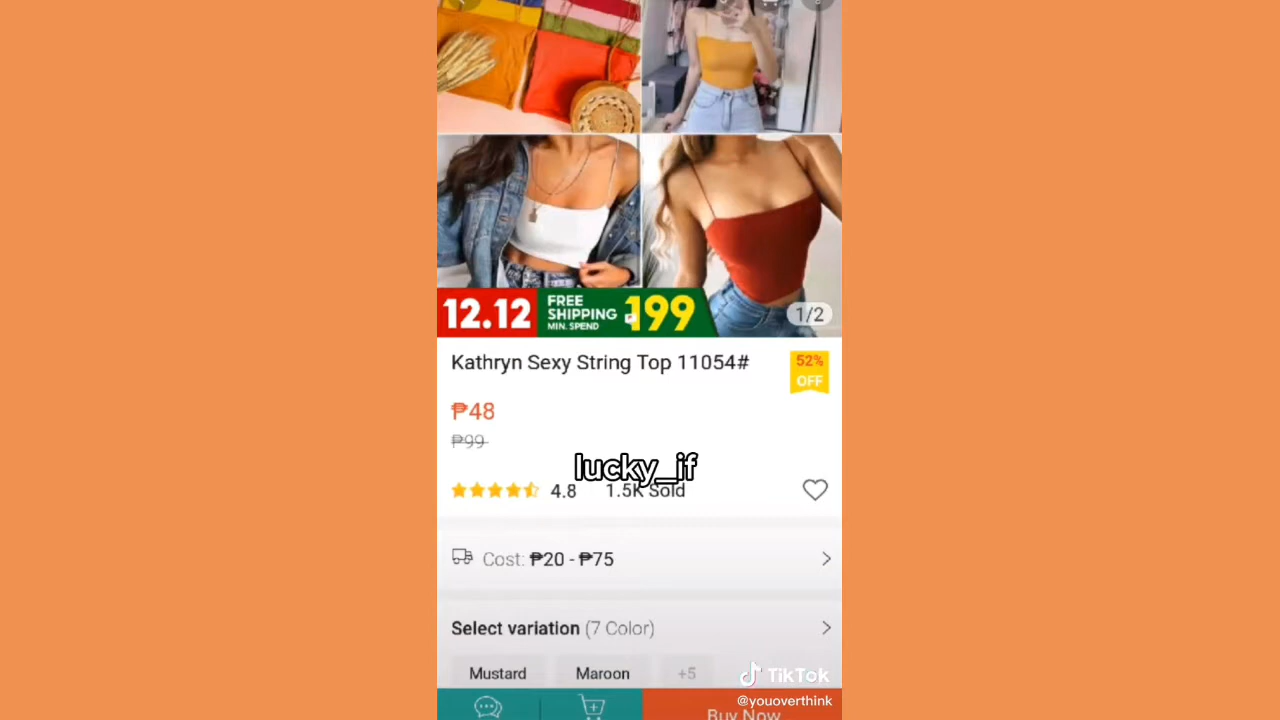 12.12
FREE
SHIPPING
MIN. SPEND
₱199
1/2
Kathryn Sexy String Top 11054#
52%
OFF
₱48
₱99
lucky_if
4.8
1.5K Sold
Cost: ₱20 - ₱75
Select variation (7 Color)
Mustard
Maroon
+5
TikTok
@youoverthink
Buy Now